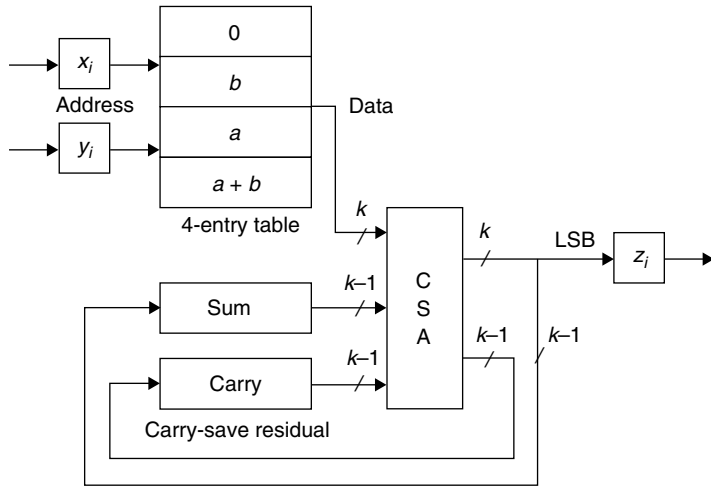 x_i
Address
y_i
0
b
a
a + b
4-entry table
Data
k
Sum
k–1
Carry
k–1
Carry-save residual
C
S
A
k
LSB
z_i
k–1
k–1